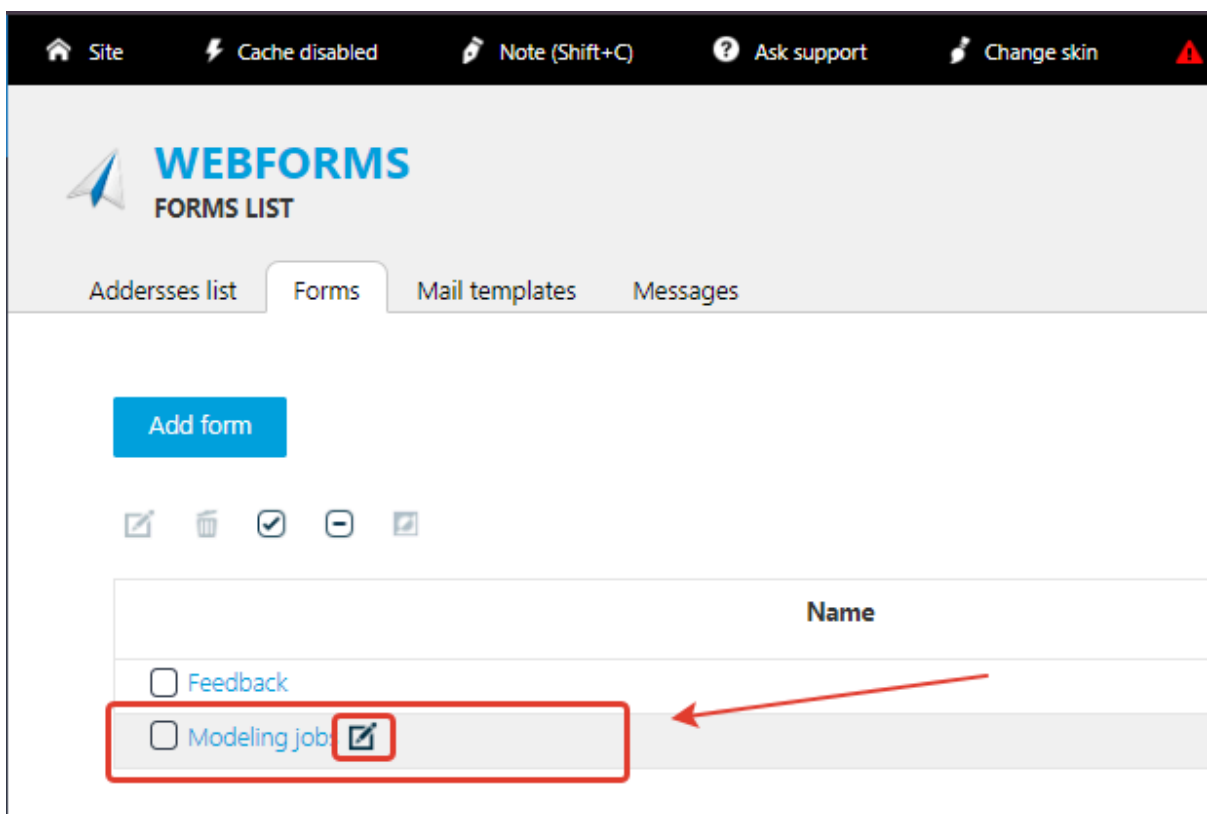 Site Cache disabled Note (Shift+C) Ask support Change skin
WEBFORMS
FORMS LIST
Addersses list Forms Mail templates Messages
Add form
Name
Feedback
Modeling jobs